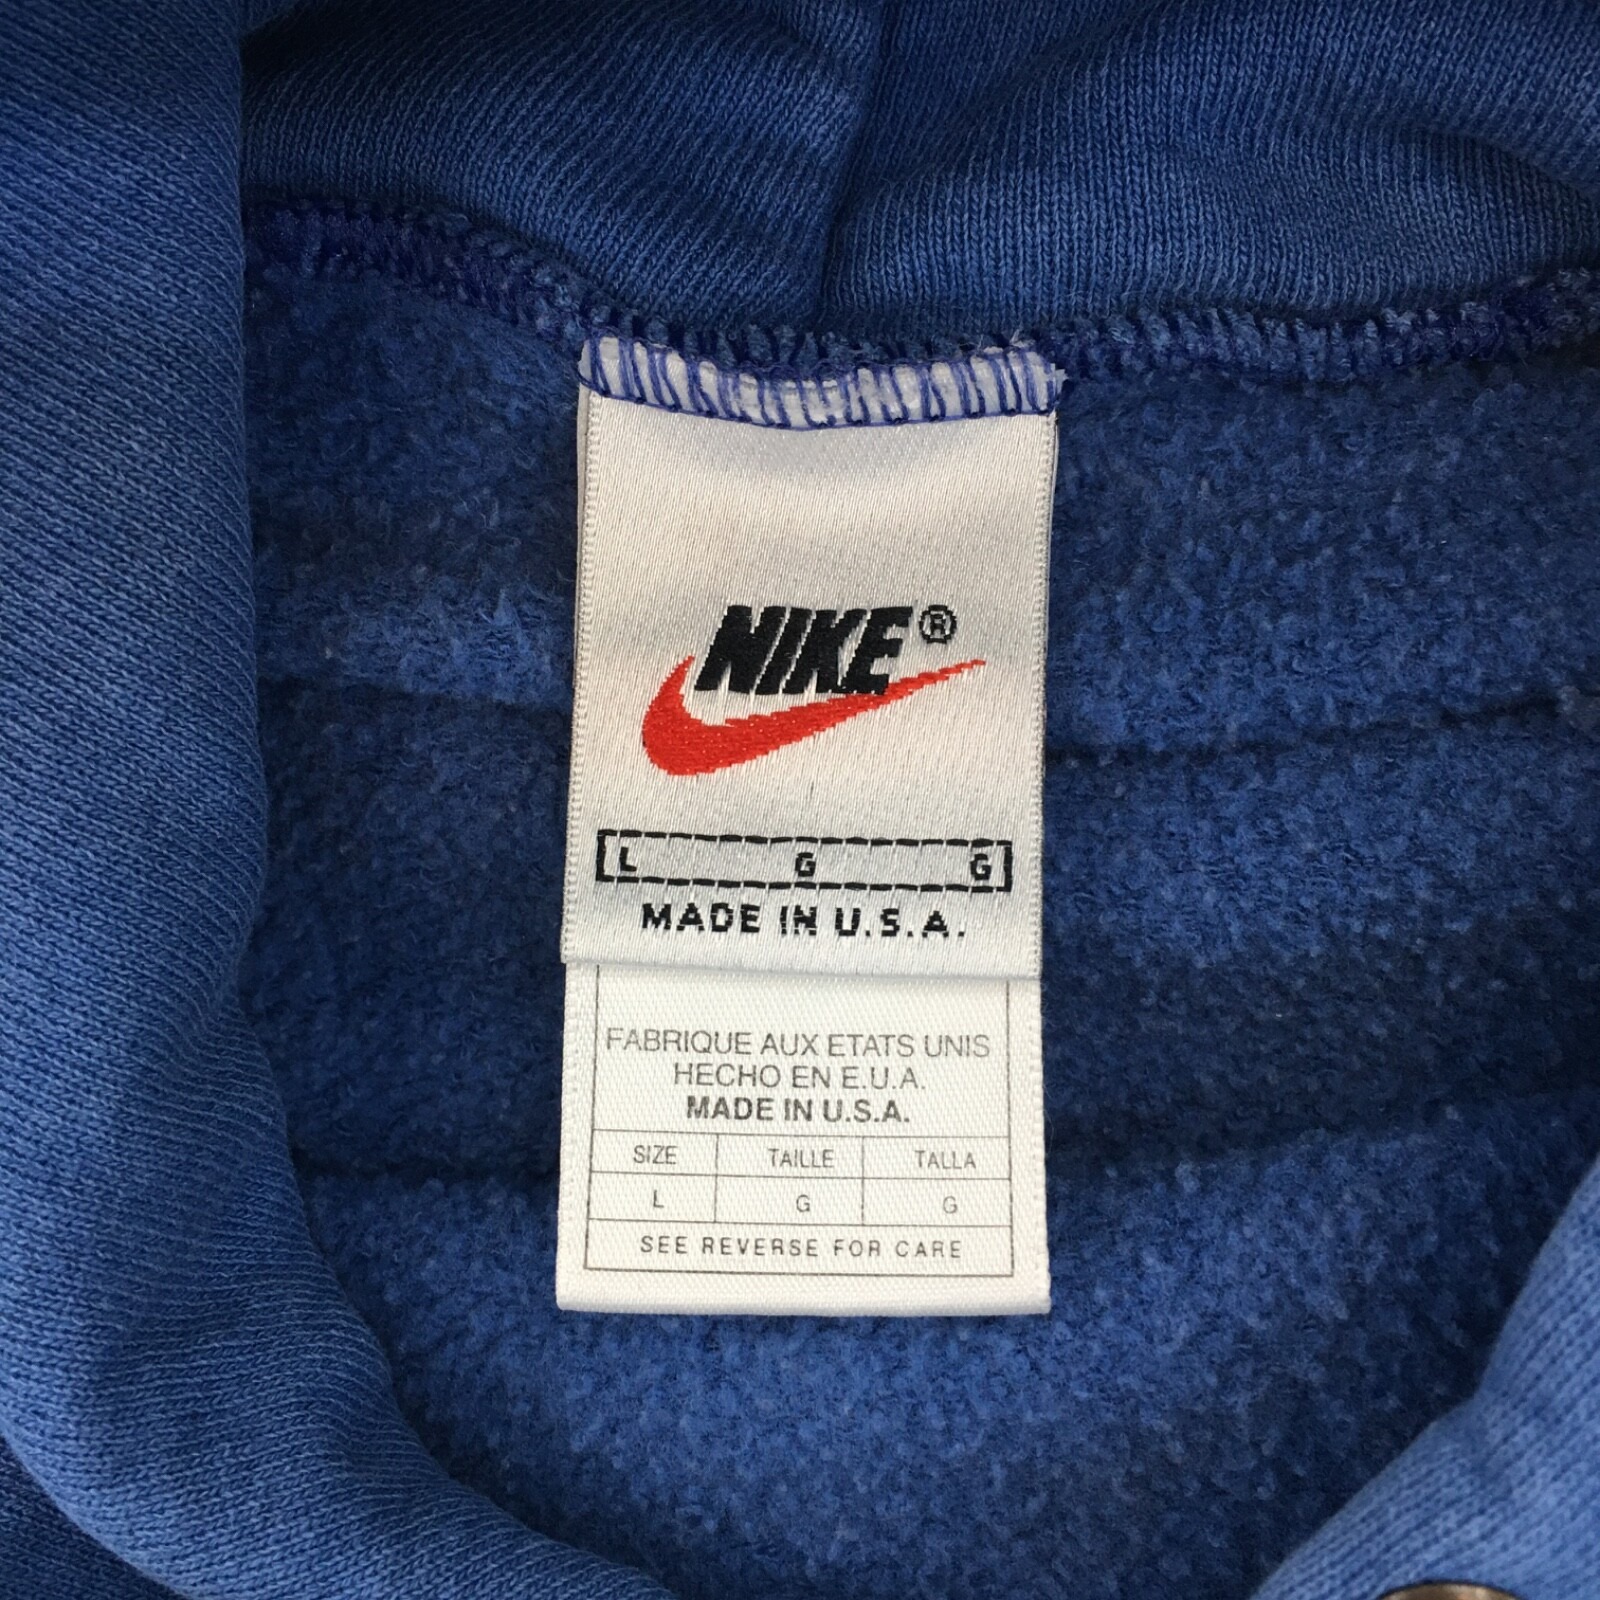 NIKE®
L G G
MADE IN U.S.A.
FABRIQUE AUX ETATS UNIS
HECHO EN E.U.A.
MADE IN U.S.A.
SIZE TAILLE TALLA
L G G
SEE REVERSE FOR CARE